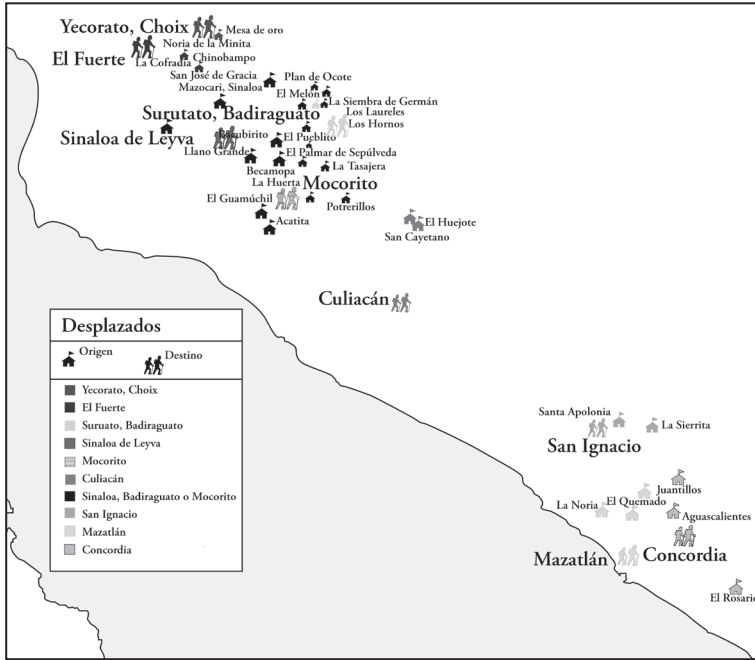 Yecorato, Choix
Mesa de oro
Noria de la Minita
El Fuerte
La Cofradía
Chinobampo
San José de Gracia
Plan de Ocote
Mazocari, Sinaloa
El Melón
La Siembra de Germán
Surutato, Badiraguato
Los Laureles
Los Hornos
Sinaloa de Leyva
El Pueblito
Llano Grande
El Palmar de Sepúlveda
Becamopa
La Tasajera
La Huerta
Mocorito
El Guamúchil
Potrerillos
Acatita
El Huejote
San Cayetano
Culiacán
Desplazados
Origen
Destino
Yecorato, Choix
El Fuerte
Suruato, Badiraguato
Sinaloa de Leyva
Mocorito
Culiacán
Sinaloa, Badiraguato o Mocorito
San Ignacio
Mazatlán
Concordia
Santa Apolonia
La Sierrita
San Ignacio
Juantillos
La Noria
El Quemado
Aguascalientes
Mazatlán
Concordia
El Rosario